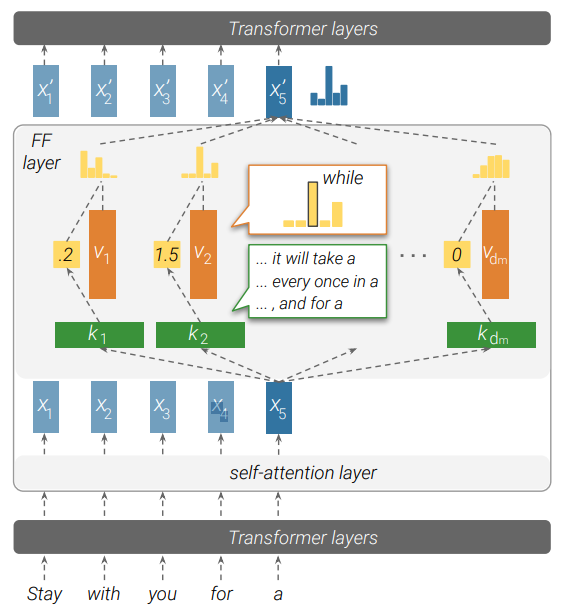 Transformer layers
x′1 x′2 x′3 x′4 x′5
FF
layer
while
.2 v1 1.5 v2 ... 0 vdm
... it will take a
... every once in a
... , and for a
k1 k2 kdm
x1 x2 x3 x4 x5
self-attention layer
Transformer layers
Stay with you for a